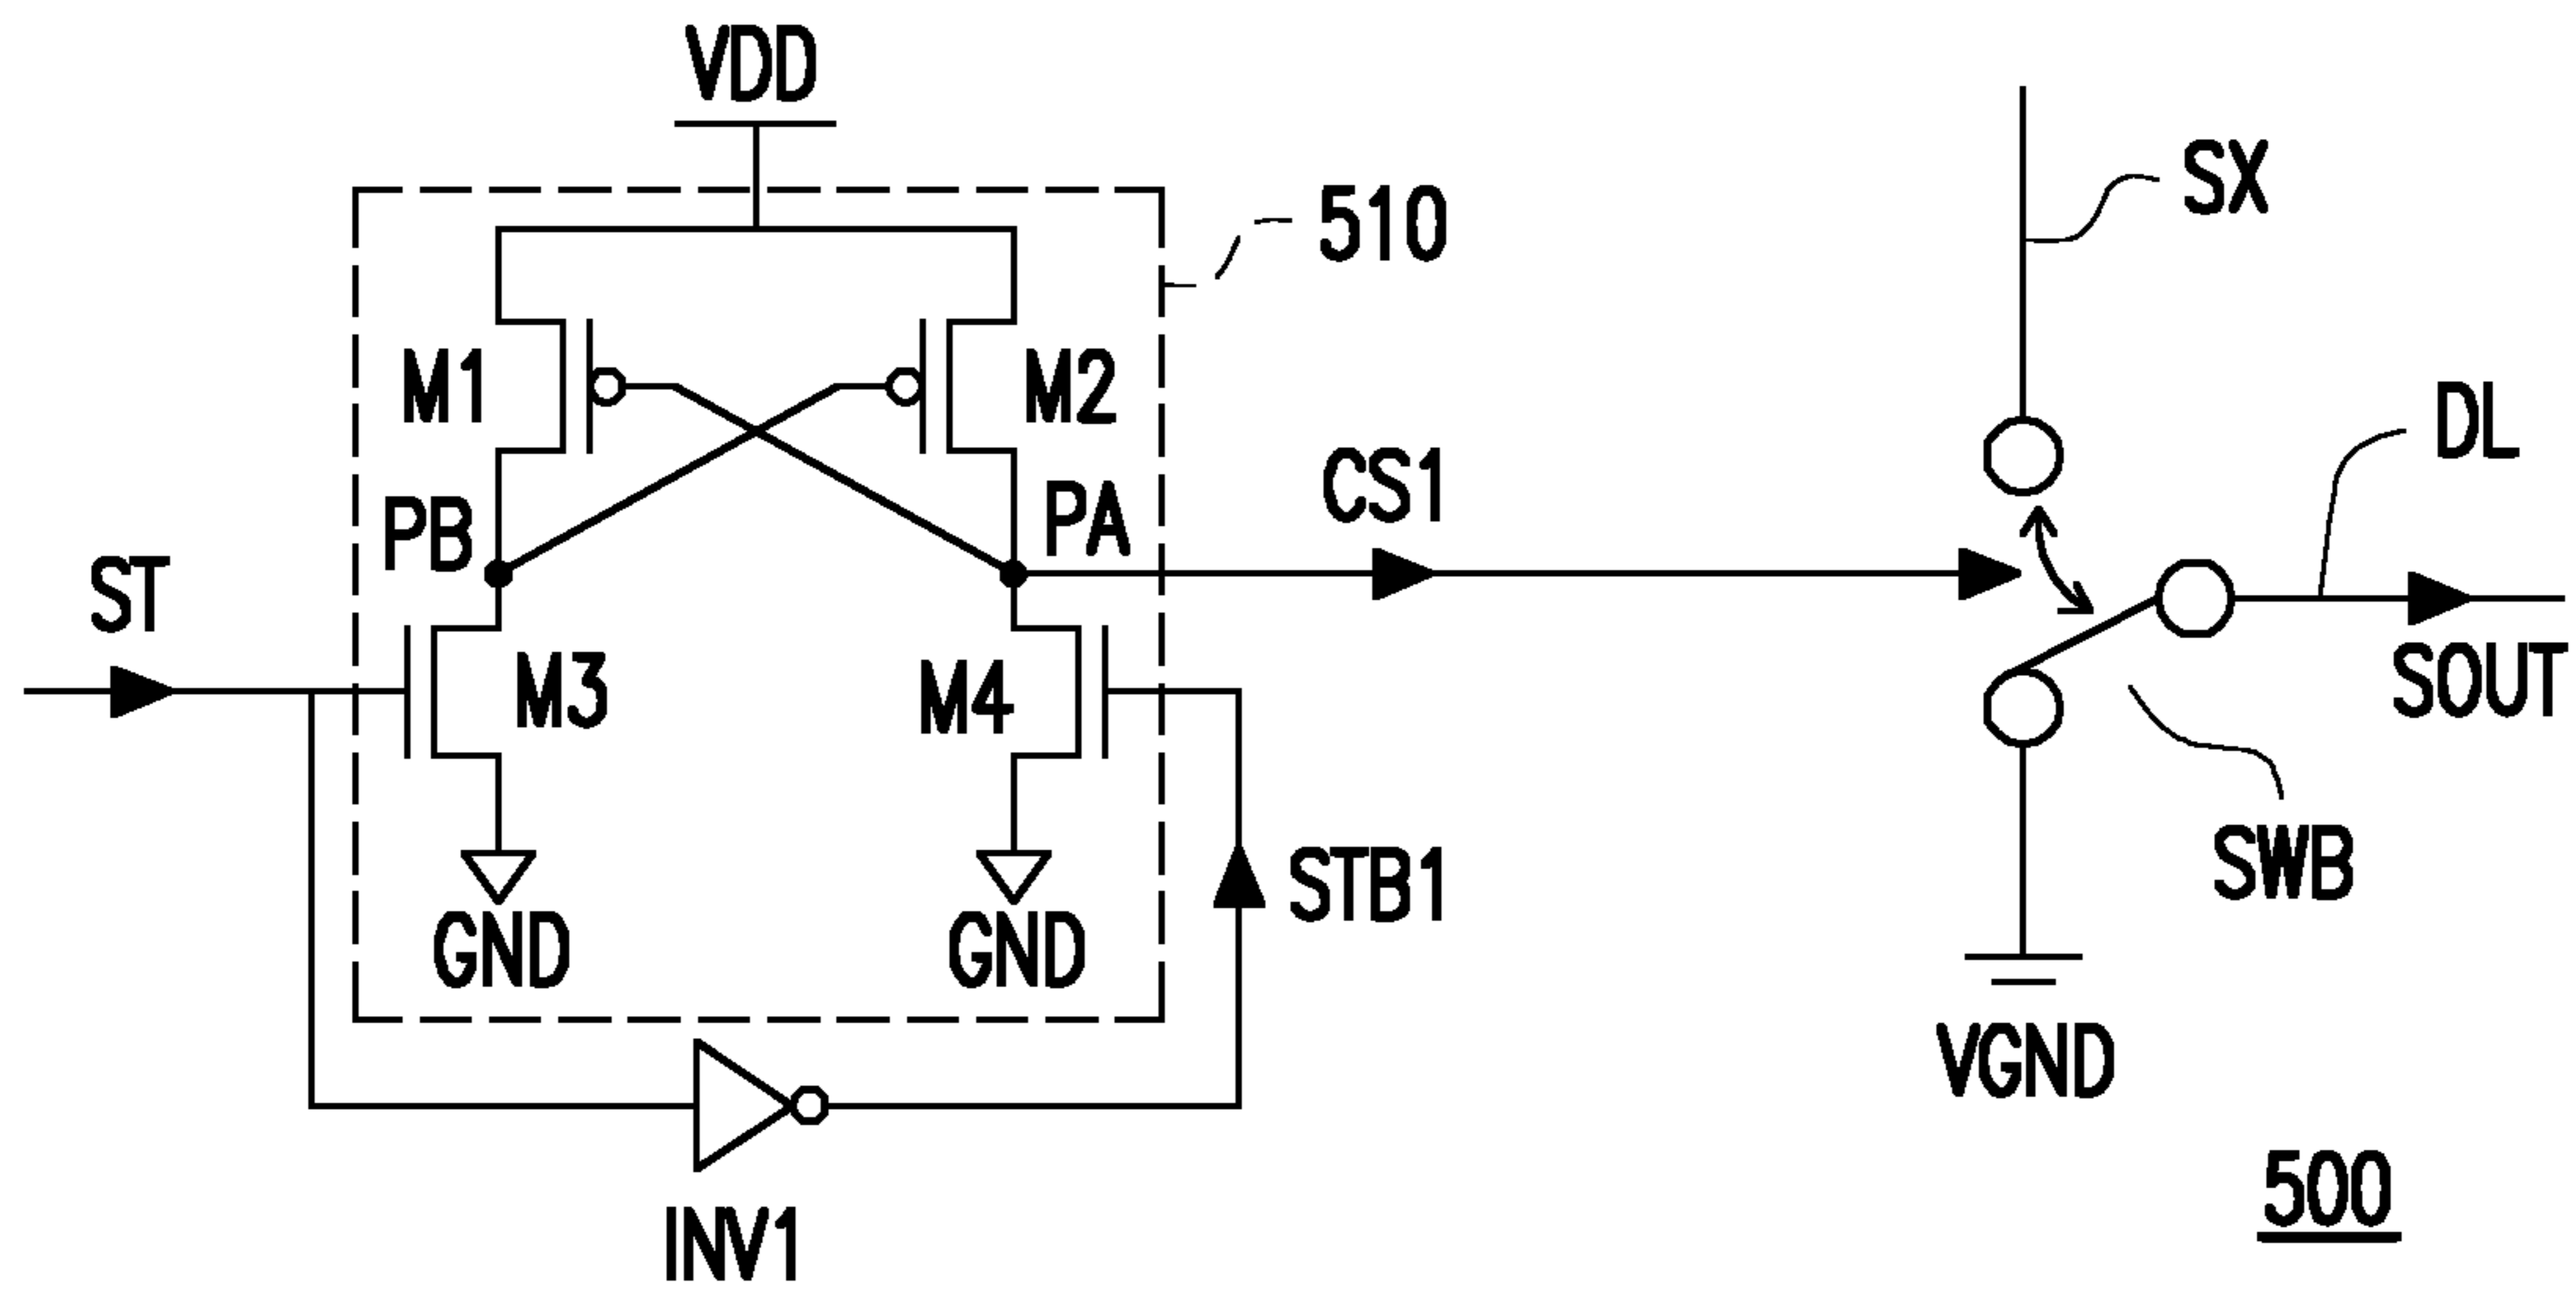 VDD
SX
510
M1
M2
DL
CS1
PB
PA
ST
M3
M4
SOUT
SWB
STB1
GND
GND
VGND
500
INV1